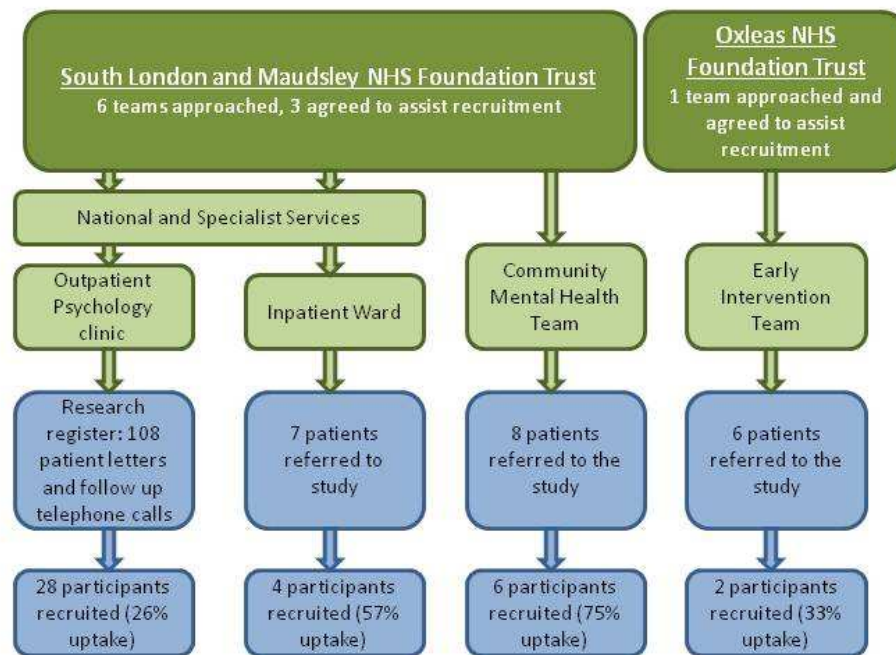 South London and Maudsley NHS Foundation Trust
6 teams approached, 3 agreed to assist recruitment
Oxleas NHS
Foundation Trust
1 team approached and
agreed to assist
recruitment
National and Specialist Services
Outpatient
Psychology
clinic
Inpatient Ward
Community
Mental Health
Team
Early
Intervention
Team
Research
register: 108
patient letters
and follow up
telephone calls
7 patients
referred to
study
8 patients
referred to the
study
6 patients
referred to the
study
28 participants
recruited (26%
uptake)
4 participants
recruited (57%
uptake)
6 participants
recruited (75%
uptake)
2 participants
recruited (33%
uptake)